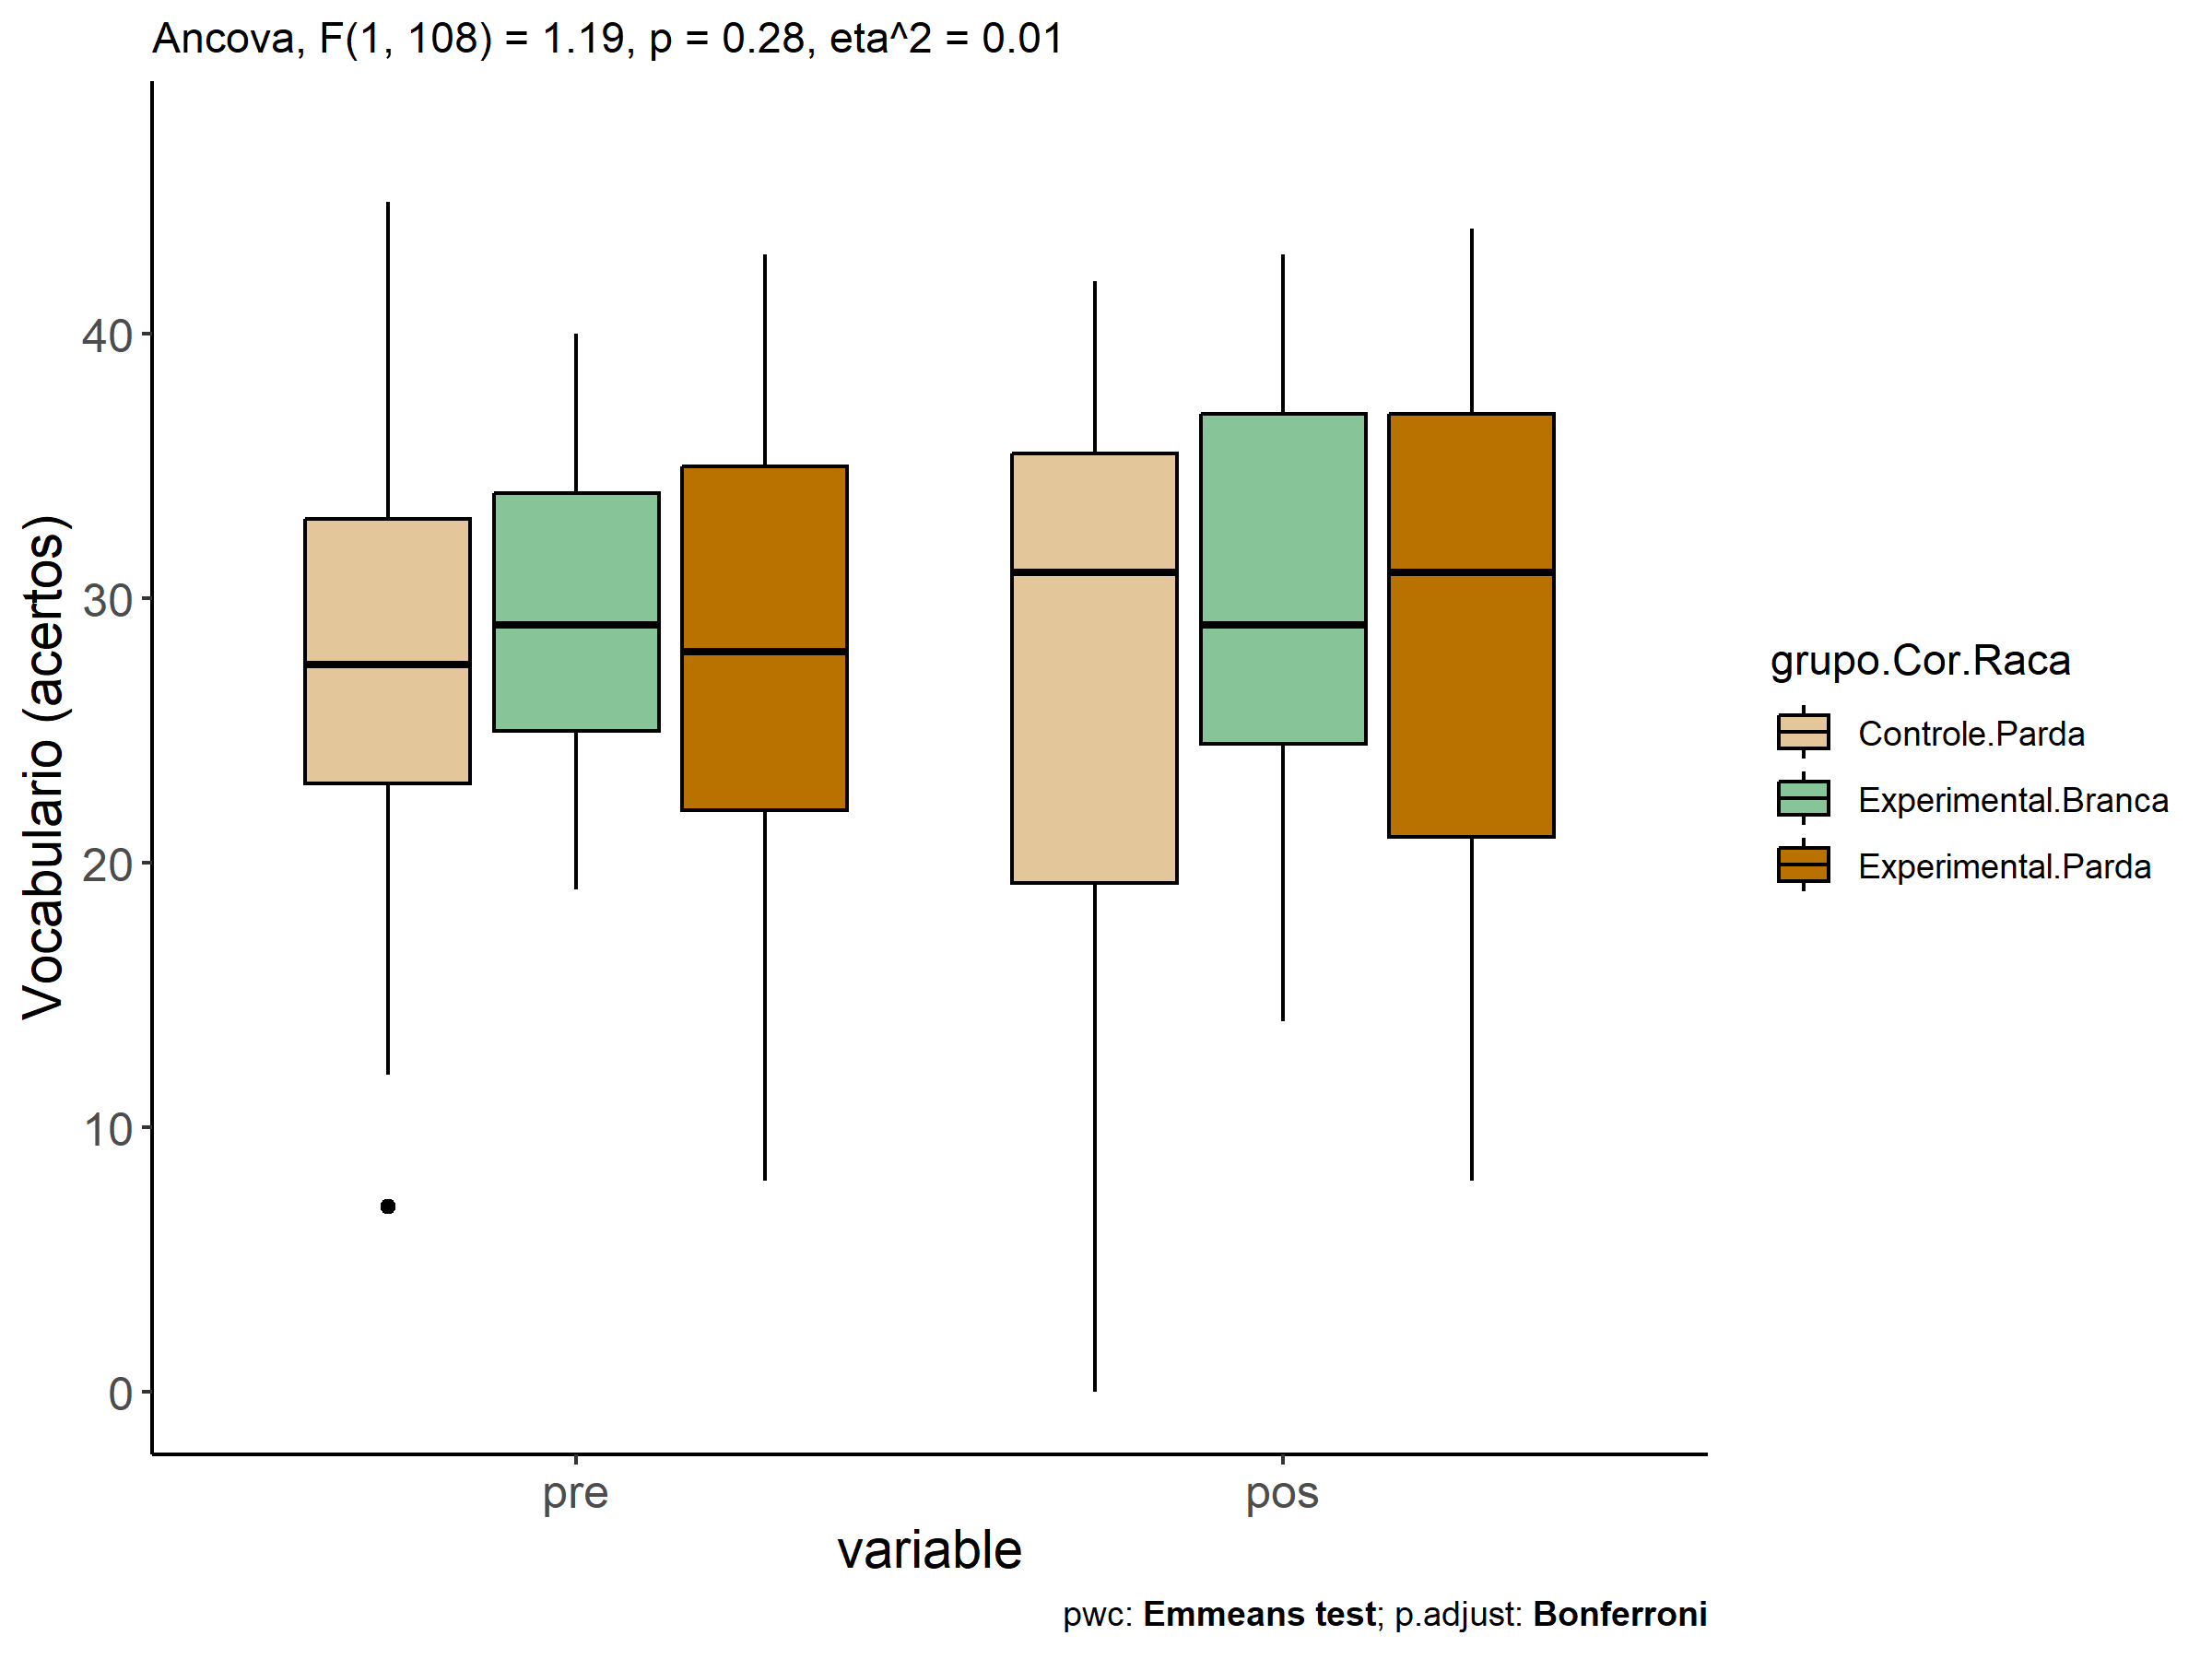 Ancova, F(1, 108) = 1.19, p = 0.28, eta^2 = 0.01
Vocabulario (acertos)
40
30
20
10
0
pre
pos
variable
grupo.Cor.Raca
Controle.Parda
Experimental.Branca
Experimental.Parda
pwc: Emmeans test; p.adjust: Bonferroni